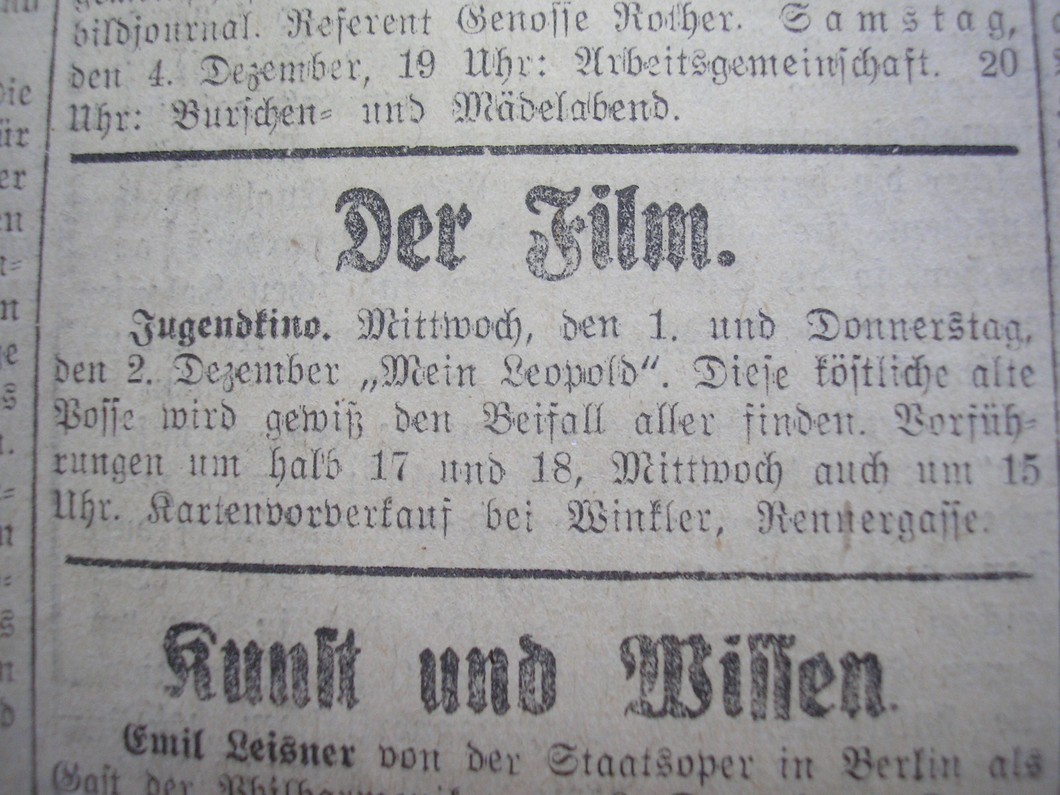 bildjournal. Referent Genosse Rother. Samstag,
den 4. Dezember, 19 Uhr: Arbeitsgemeinschaft. 20
Uhr: Burschen- und Mädelabend.
Der Film.
Jugendkino. Mittwoch, den 1. und Donnerstag,
den 2. Dezember „Mein Leopold“. Diese köstliche alte
Posse wird gewiß den Beifall aller finden. Vorfüh-
rungen um halb 17 und 18, Mittwoch auch um 15
Uhr. Kartenvorverkauf bei Winkler, Rennergasse.
Kunst und Wissen.
Emil Leisner von der Staatsoper in Berlin als
Gast der